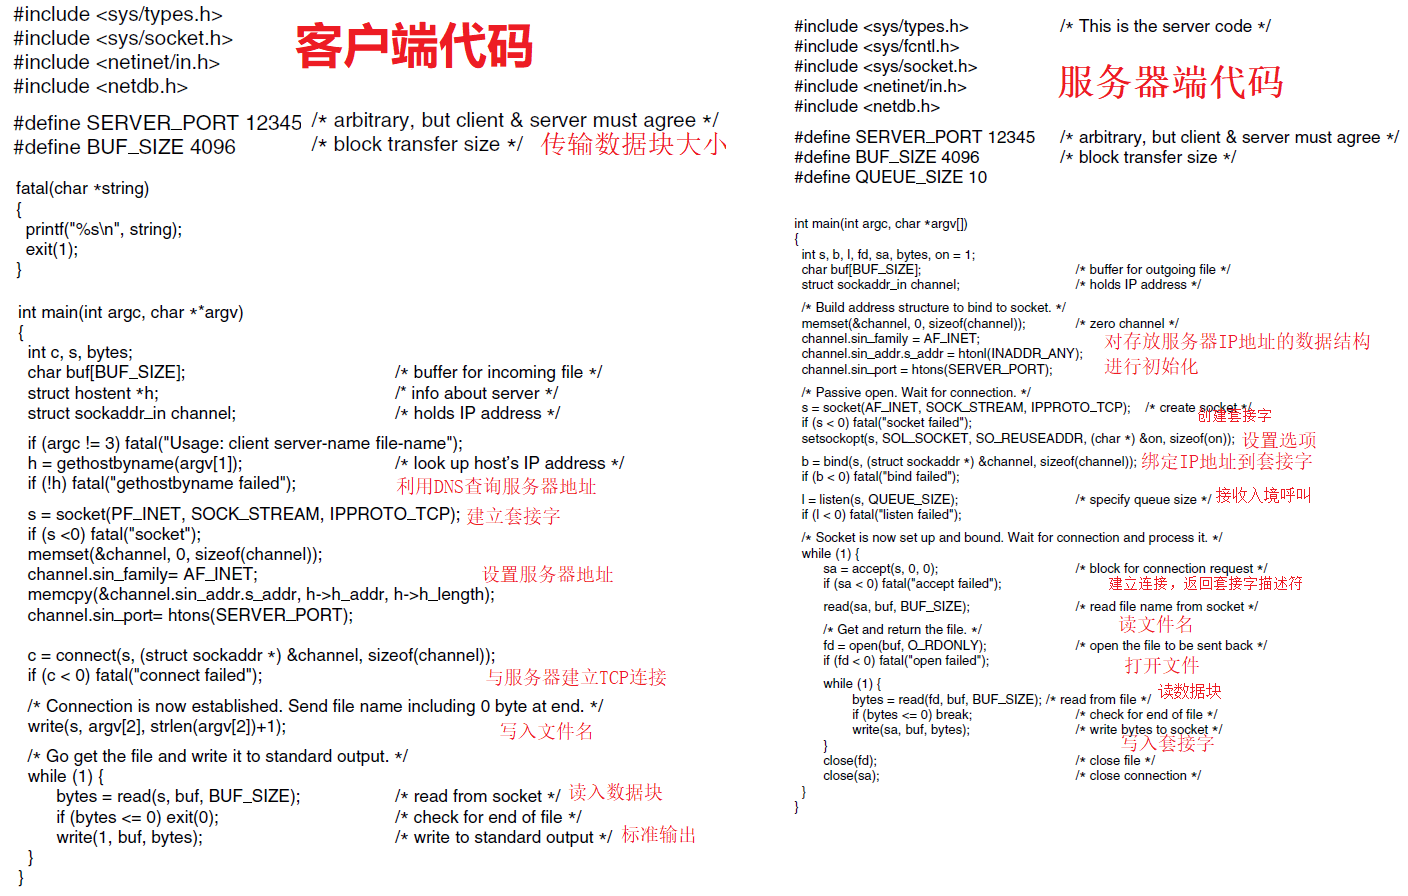 #include <sys/types.h>
#include <sys/socket.h>
#include <netinet/in.h>
#include <netdb.h>
客户端代码
#define SERVER_PORT 12345 /* arbitrary, but client & server must agree */
#define BUF_SIZE 4096 /* block transfer size */ 传输数据块大小
fatal(char *string)
{
printf("%s\n", string);
exit(1);
}
int main(int argc, char **argv)
{
int c, s, bytes;
char buf[BUF_SIZE]; /* buffer for incoming file */
struct hostent *h; /* info about server */
struct sockaddr_in channel; /* holds IP address */
if (argc != 3) fatal("Usage: client server-name file-name");
h = gethostbyname(argv[1]); /* look up host's IP address */
if (!h) fatal("gethostbyname failed"); 利用DNS查询服务器地址
s = socket(PF_INET, SOCK_STREAM, IPPROTO_TCP); 建立套接字
if (s <0) fatal("socket");
memset(&channel, 0, sizeof(channel));
channel.sin_family= AF_INET; 设置服务器地址
memcpy(&channel.sin_addr.s_addr, h->h_addr, h->h_length);
channel.sin_port= htons(SERVER_PORT);
c = connect(s, (struct sockaddr *) &channel, sizeof(channel));
if (c < 0) fatal("connect failed"); 与服务器建立TCP连接
/* Connection is now established. Send file name including 0 byte at end. */
write(s, argv[2], strlen(argv[2])+1); 写入文件名
/* Go get the file and write it to standard output. */
while (1) {
bytes = read(s, buf, BUF_SIZE); /* read from socket */ 读入数据块
if (bytes <= 0) exit(0); /* check for end of file */
write(1, buf, bytes); /* write to standard output */ 标准输出
}
}
#include <sys/types.h> /* This is the server code */
#include <sys/fcntl.h>
#include <sys/socket.h>
#include <netinet/in.h>
#include <netdb.h>
服务器端代码
#define SERVER_PORT 12345 /* arbitrary, but client & server must agree */
#define BUF_SIZE 4096 /* block transfer size */
#define QUEUE_SIZE 10
int main(int argc, char *argv[])
{
int s, b, l, fd, sa, bytes, on = 1;
char buf[BUF_SIZE]; /* buffer for outgoing file */
struct sockaddr_in channel; /* holds IP address */
/* Build address structure to bind to socket. */
memset(&channel, 0, sizeof(channel)); /* zero channel */
channel.sin_family = AF_INET;
channel.sin_addr.s_addr = htonl(INADDR_ANY); 对存放服务器IP地址的数据结构
channel.sin_port = htons(SERVER_PORT); 进行初始化
/* Passive open. Wait for connection. */
s = socket(AF_INET, SOCK_STREAM, IPPROTO_TCP); /* create socket */
创建套接字
if (s < 0) fatal("socket failed");
setsockopt(s, SOL_SOCKET, SO_REUSEADDR, (char *) &on, sizeof(on)); 设置选项
b = bind(s, (struct sockaddr *) &channel, sizeof(channel)); 绑定IP地址到套接字
if (b < 0) fatal("bind failed");
l = listen(s, QUEUE_SIZE); /* specify queue size */ 接收入境呼叫
if (l < 0) fatal("listen failed");
/* Socket is now set up and bound. Wait for connection and process it. */
while (1) {
sa = accept(s, 0, 0); /* block for connection request */
if (sa < 0) fatal("accept failed"); 建立连接，返回套接字描述符
read(sa, buf, BUF_SIZE); /* read file name from socket */
读文件名
/* Get and return the file. */
fd = open(buf, O_RDONLY); /* open the file to be sent back */
if (fd < 0) fatal("open failed"); 打开文件
while (1) {
bytes = read(fd, buf, BUF_SIZE); /* read from file */ 读数据块
if (bytes <= 0) break; /* check for end of file */
write(sa, buf, bytes); /* write bytes to socket */
写入套接字
}
close(fd); /* close file */
close(sa); /* close connection */
}
}